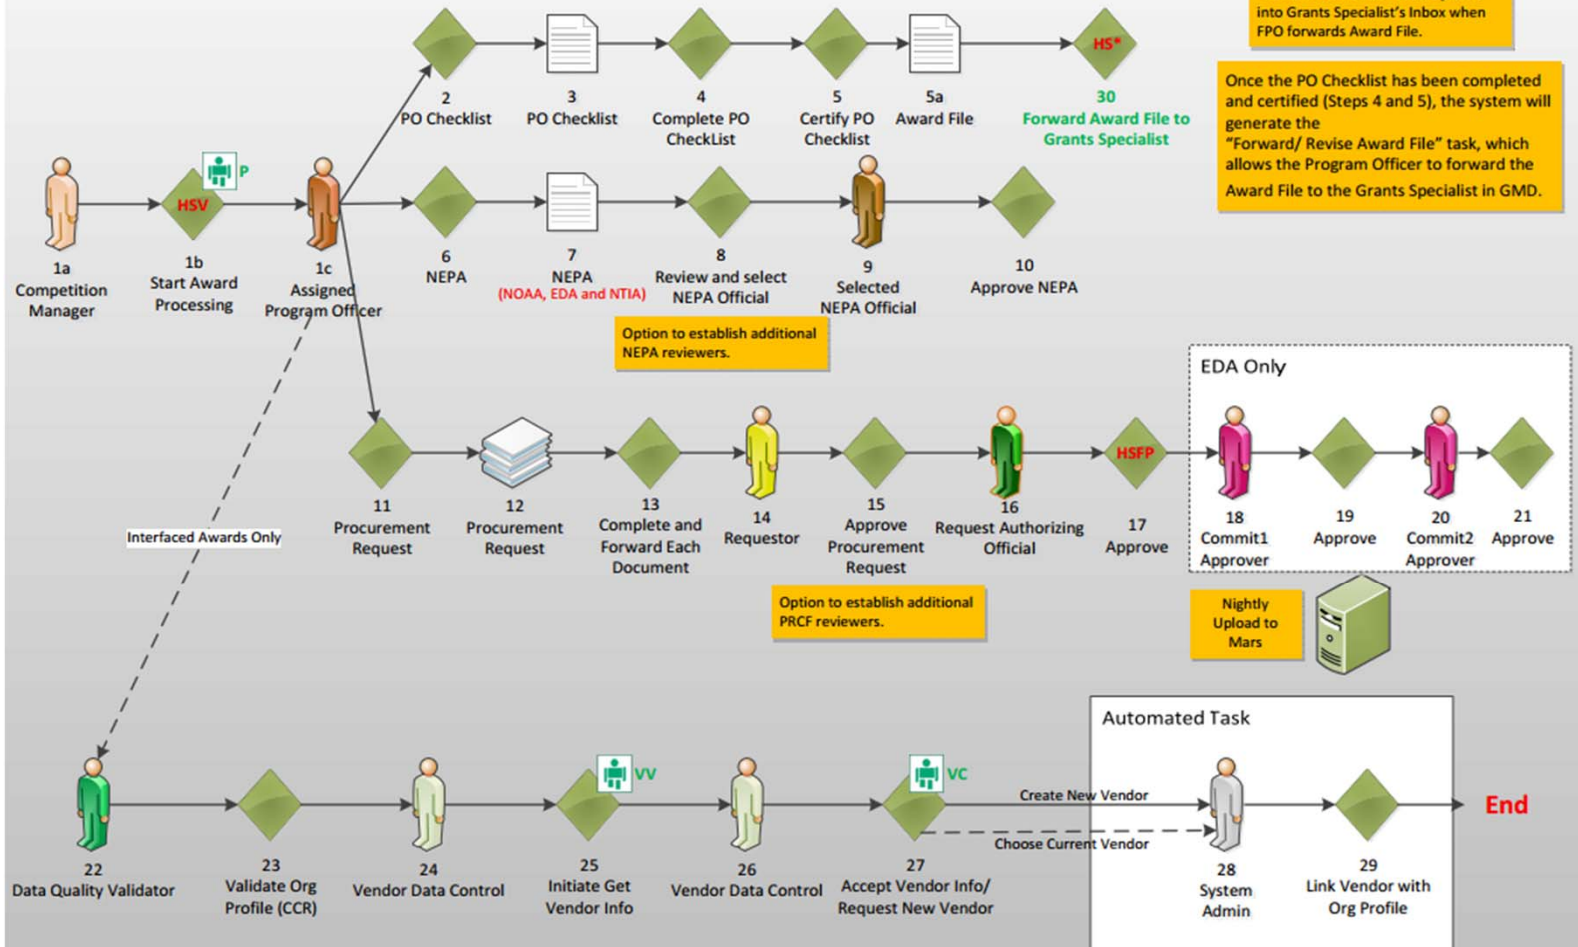 into Grants Specialist's Inbox when
FPO forwards Award File.
HS*
2
PO Checklist
3
PO Checklist
4
Complete PO
CheckList
5
Certify PO
Checklist
5a
Award File
30
Forward Award File to
Grants Specialist
Once the PO Checklist has been completed
and certified (Steps 4 and 5), the system will
generate the
"Forward/ Revise Award File" task, which
allows the Program Officer to forward the
Award File to the Grants Specialist in GMD.
P
HSV
1a
Competition
Manager
1b
Start Award
Processing
1c
Assigned
Program Officer
6
NEPA
7
NEPA
(NOAA, EDA and NTIA)
8
Review and select
NEPA Official
9
Selected
NEPA Official
10
Approve NEPA
Option to establish additional
NEPA reviewers.
EDA Only
HSFP
11
Procurement
Request
12
Procurement
Request
13
Complete and
Forward Each
Document
14
Requestor
15
Approve
Procurement
Request
16
Request Authorizing
Official
17
Approve
18
Commit1
Approver
19
Approve
20
Commit2
Approver
21
Approve
Interfaced Awards Only
Option to establish additional
PRCF reviewers.
Nightly
Upload to
Mars
Automated Task
VV
VC
Create New Vendor
Choose Current Vendor
End
22
Data Quality Validator
23
Validate Org
Profile (CCR)
24
Vendor Data Control
25
Initiate Get
Vendor Info
26
Vendor Data Control
27
Accept Vendor Info/
Request New Vendor
28
System
Admin
29
Link Vendor with
Org Profile